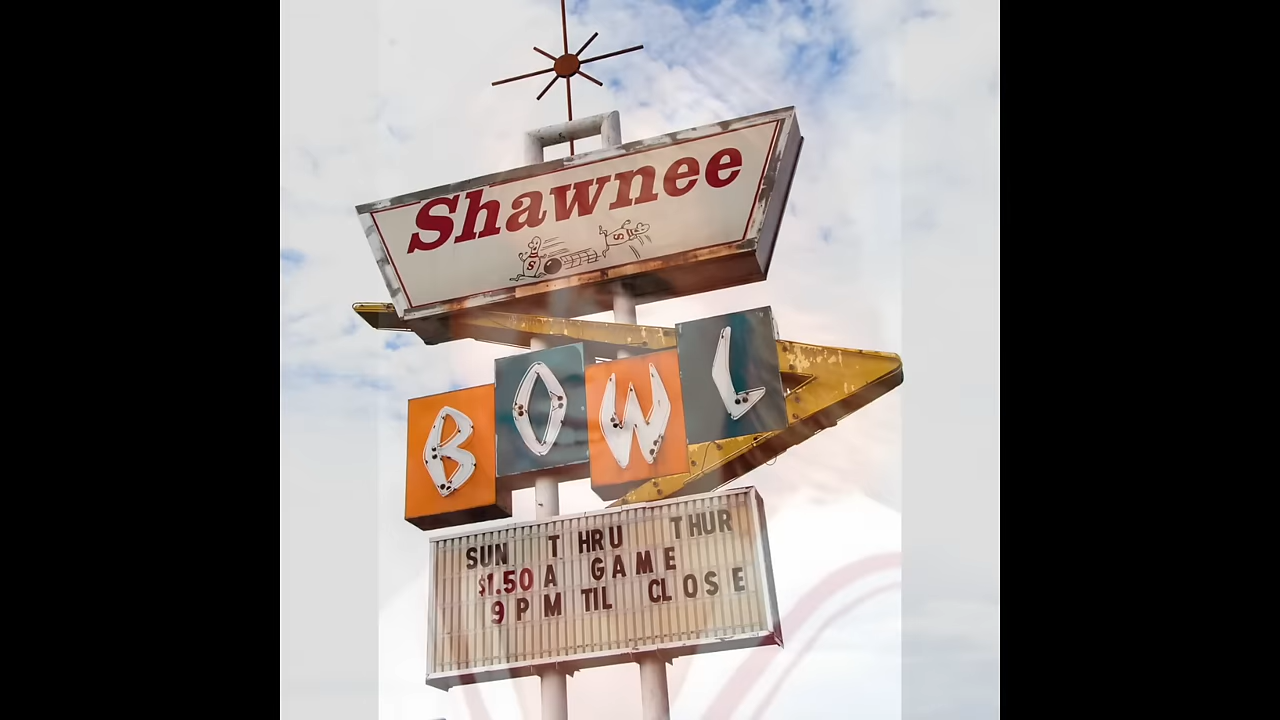 Shawnee
S S
BOWL
SUN THRU THUR
$1.50 A GAME
9 PM TIL CLOSE